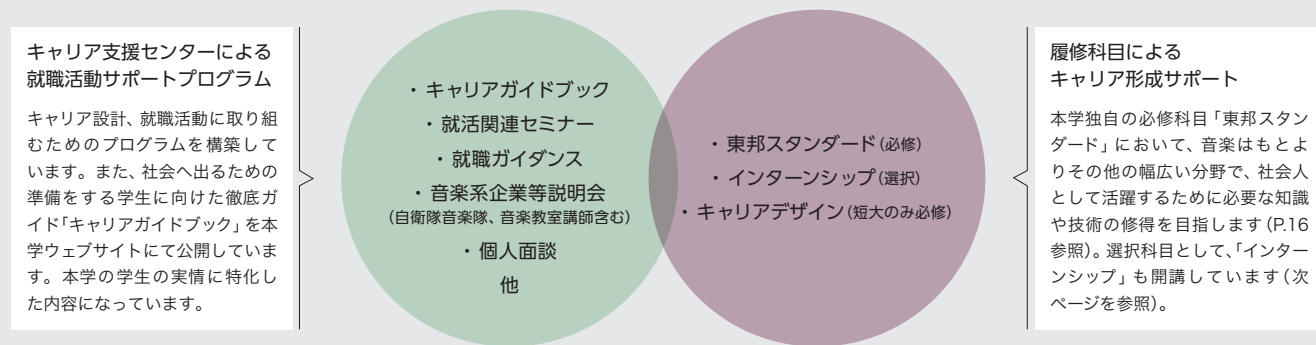 キャリア支援センターによる
就職活動サポートプログラム
キャリア設計、就職活動に取り組
むためのプログラムを構築して
います。また、社会へ出るための
準備をする学生に向けた徹底ガ
イド「キャリアガイドブック」を本
学ウェブサイトにて公開していま
す。本学の学生の実情に特化し
た内容になっています。
・キャリアガイドブック
・就活関連セミナー
・就職ガイダンス
・音楽系企業等説明会
(自衛隊音楽隊、音楽教室講師含む)
・個人面談
他
・東邦スタンダード(必修)
・インターンシップ(選択)
・キャリアデザイン(短大のみ必修)
履修科目による
キャリア形成サポート
本学独自の必修科目「東邦スタン
ダード」において、音楽はもとよ
りその他の幅広い分野で、社会人
として活躍するために必要な知識
や技術の修得を目指します(P.16
参照)。選択科目として、「インター
ンシップ」も開講しています(次
ページを参照)。